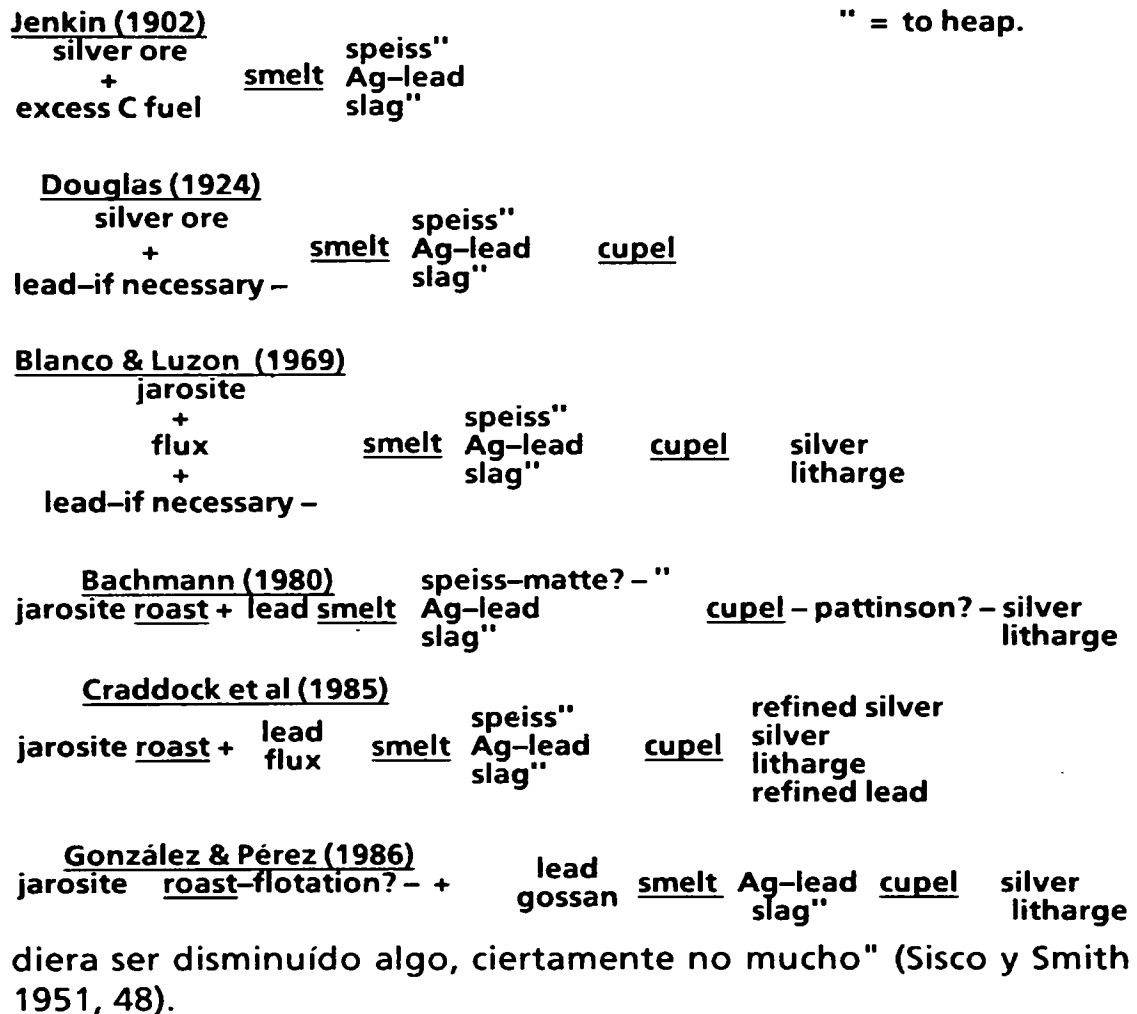 Jenkin (1902) " = to heap.
silver ore speiss"
+ smelt Ag–lead
excess C fuel slag"
Douglas (1924)
silver ore speiss"
+ smelt Ag–lead cupel
lead–if necessary – slag"
Blanco & Luzon (1969)
jarosite
+ speiss"
flux smelt Ag–lead cupel silver
+ slag" litharge
lead–if necessary –
Bachmann (1980) speiss–matte? – "
jarosite roast + lead smelt Ag–lead cupel – pattinson? – silver
slag" litharge
Craddock et al (1985)
speiss" refined silver
jarosite roast + lead smelt Ag–lead cupel silver
flux slag" litharge
refined lead
González & Pérez (1986)
jarosite roast–flotation? – + lead smelt Ag–lead cupel silver
gossan slag" litharge
diera ser disminuído algo, ciertamente no mucho" (Sisco y Smith
1951, 48).